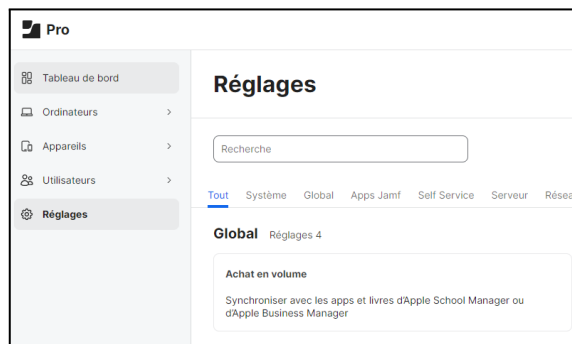 Pro
Tableau de bord
Ordinateurs
Appareils
Utilisateurs
Réglages
Réglages
Recherche
Tout Système Global Apps Jamf Self Service Serveur
Global Réglages 4
Achat en volume
Synchroniser avec les apps et livres d'Apple School Manager ou
d'Apple Business Manager